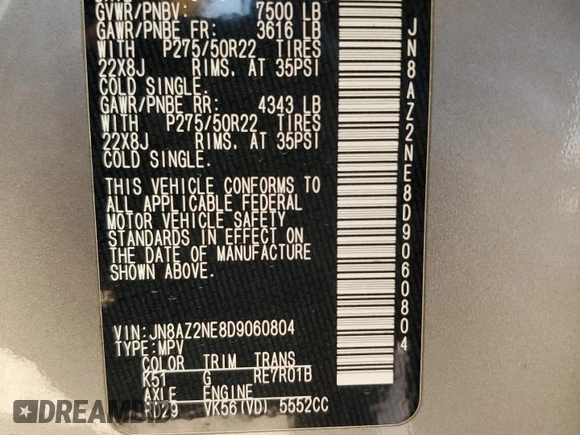 GVWR/PNBV: 7500 LB
GAWR/PNBE FR: 3616 LB
WITH P275/50R22 TIRES
22X8J RIMS. AT 35PSI
COLD SINGLE.
GAWR/PNBE RR: 4343 LB
WITH P275/50R22 TIRES
22X8J RIMS. AT 35PSI
COLD SINGLE.
THIS VEHICLE CONFORMS TO
ALL APPLICABLE FEDERAL
MOTOR VEHICLE SAFETY
STANDARDS IN EFFECT ON
THE DATE OF MANUFACTURE
SHOWN ABOVE.
VIN: JN8AZ2NE8D9060804
TYPE: MPV
COLOR TRIM TRANS
K51 G RE7R01B
AXLE ENGINE
VK56(VD) 5552CC
JN8AZ2NE8D9060804
DID I WIN.COM